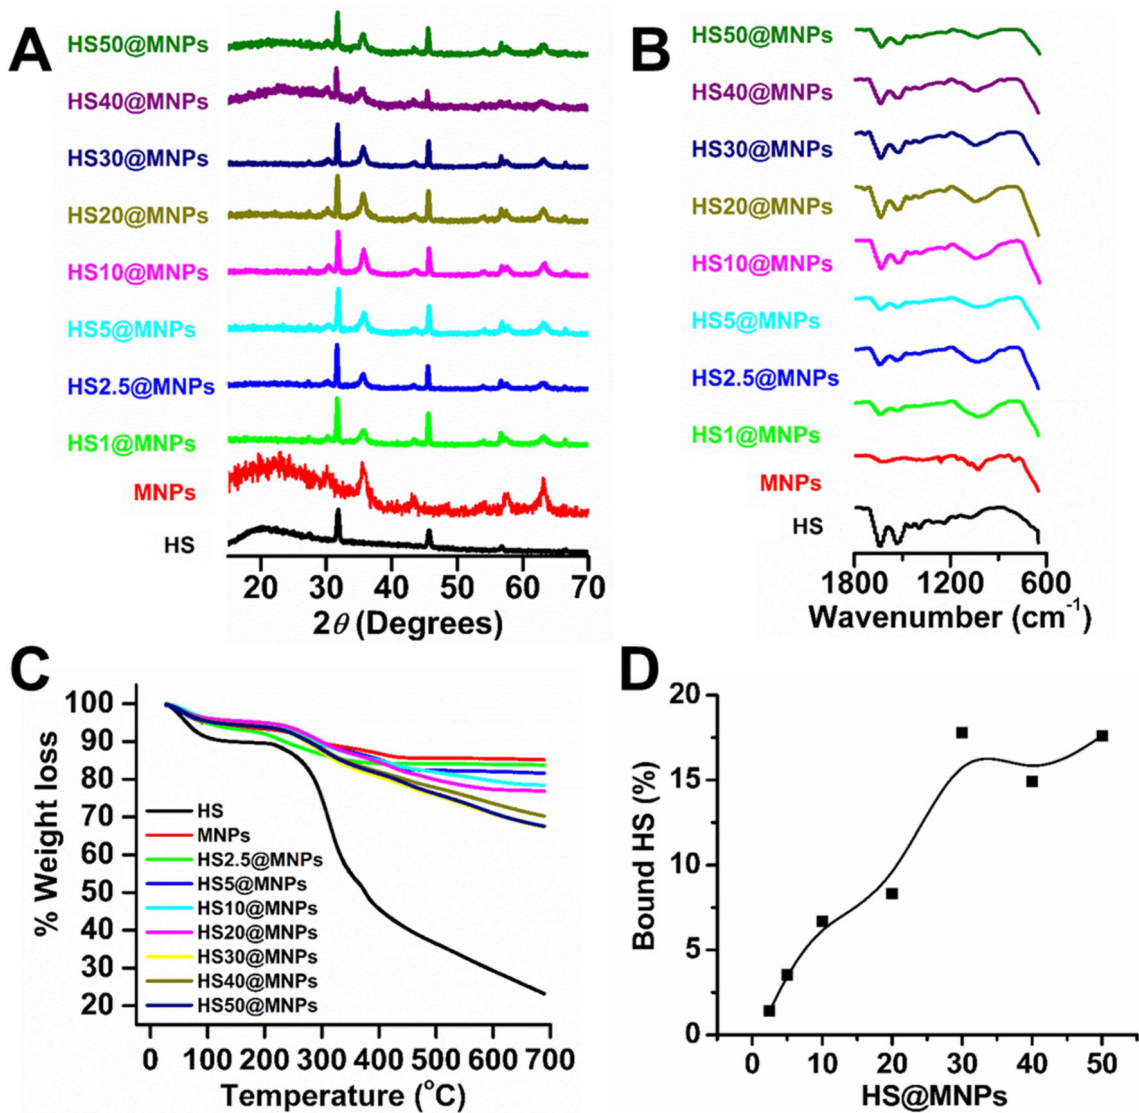 A
HS50@MNPs
HS40@MNPs
HS30@MNPs
HS20@MNPs
HS10@MNPs
HS5@MNPs
HS2.5@MNPs
HS1@MNPs
MNPs
HS
20 30 40 50 60 70
2θ (Degrees)
B
HS50@MNPs
HS40@MNPs
HS30@MNPs
HS20@MNPs
HS10@MNPs
HS5@MNPs
HS2.5@MNPs
HS1@MNPs
MNPs
HS
1800 1200 600
Wavenumber (cm⁻¹)
C
% Weight loss
100
90
80
70
60
50
40
30
20
HS
MNPs
HS2.5@MNPs
HS5@MNPs
HS10@MNPs
HS20@MNPs
HS30@MNPs
HS40@MNPs
HS50@MNPs
0 100 200 300 400 500 600 700
Temperature (°C)
D
Bound HS (%)
20
15
10
5
0
0 10 20 30 40 50
HS@MNPs